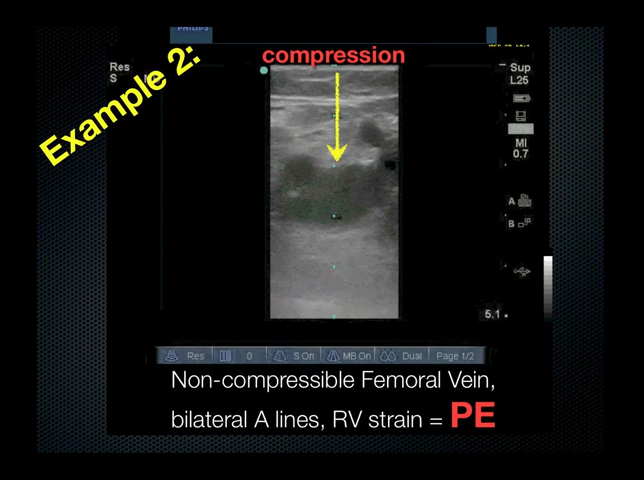 PHILIPS
compression
Example 2:
Res
S
Sup
L25
MI
0.7
A
B
5.1
Res
0
S On
MB On
Dual
Page 1/2
Non-compressible Femoral Vein,
bilateral A lines, RV strain = PE